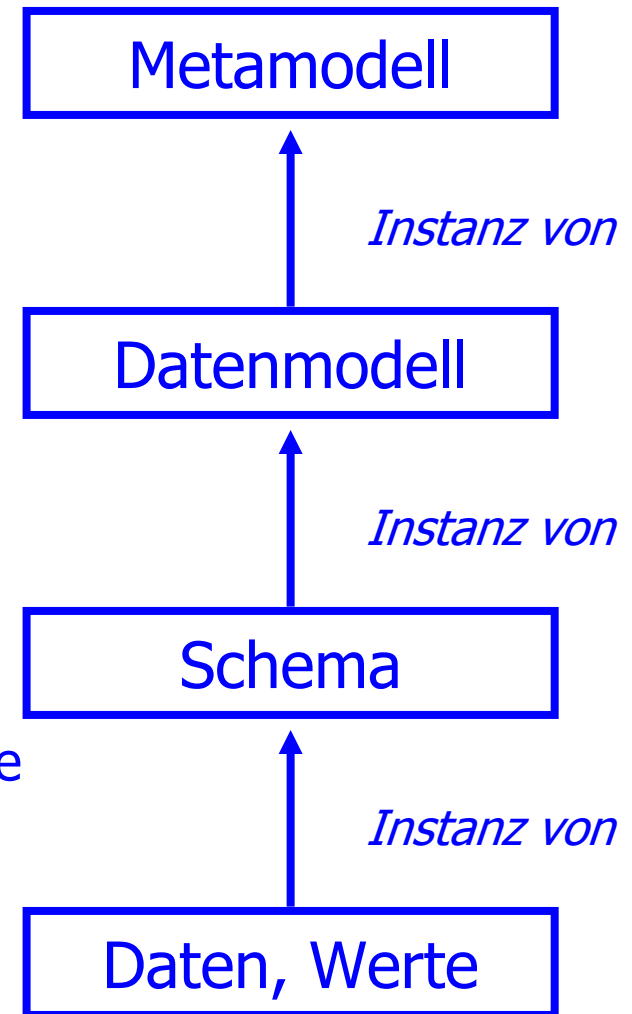 Metamodell
Instanz von
Datenmodell
Instanz von
Schema
e
Instanz von
Daten, Werte